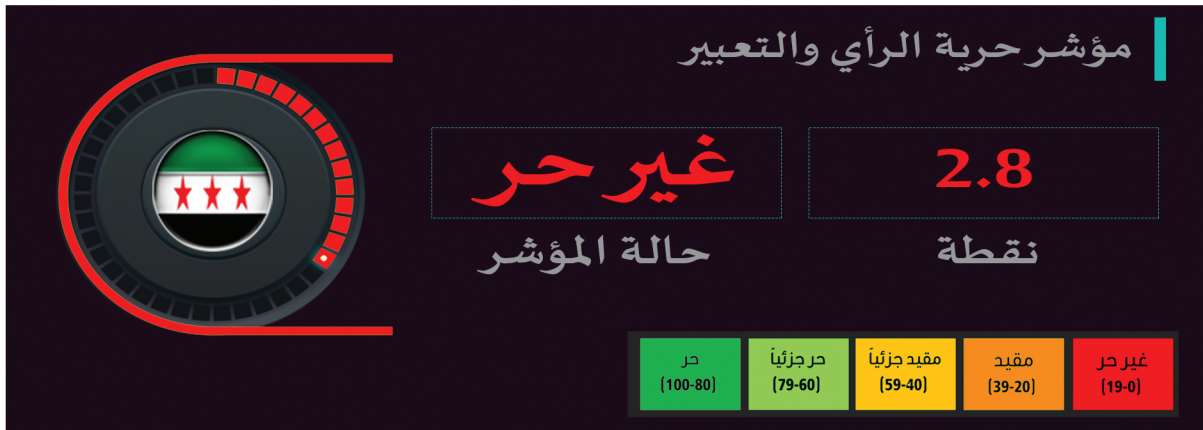 مؤشر حرية الرأي والتعبير
2.8
نقطة
غير حر
حالة المؤشر
غير حر
(19-0)
مقيد
(39-20)
مقيد جزئياً
(59-40)
حر جزئياً
(79-60)
حر
(100-80)